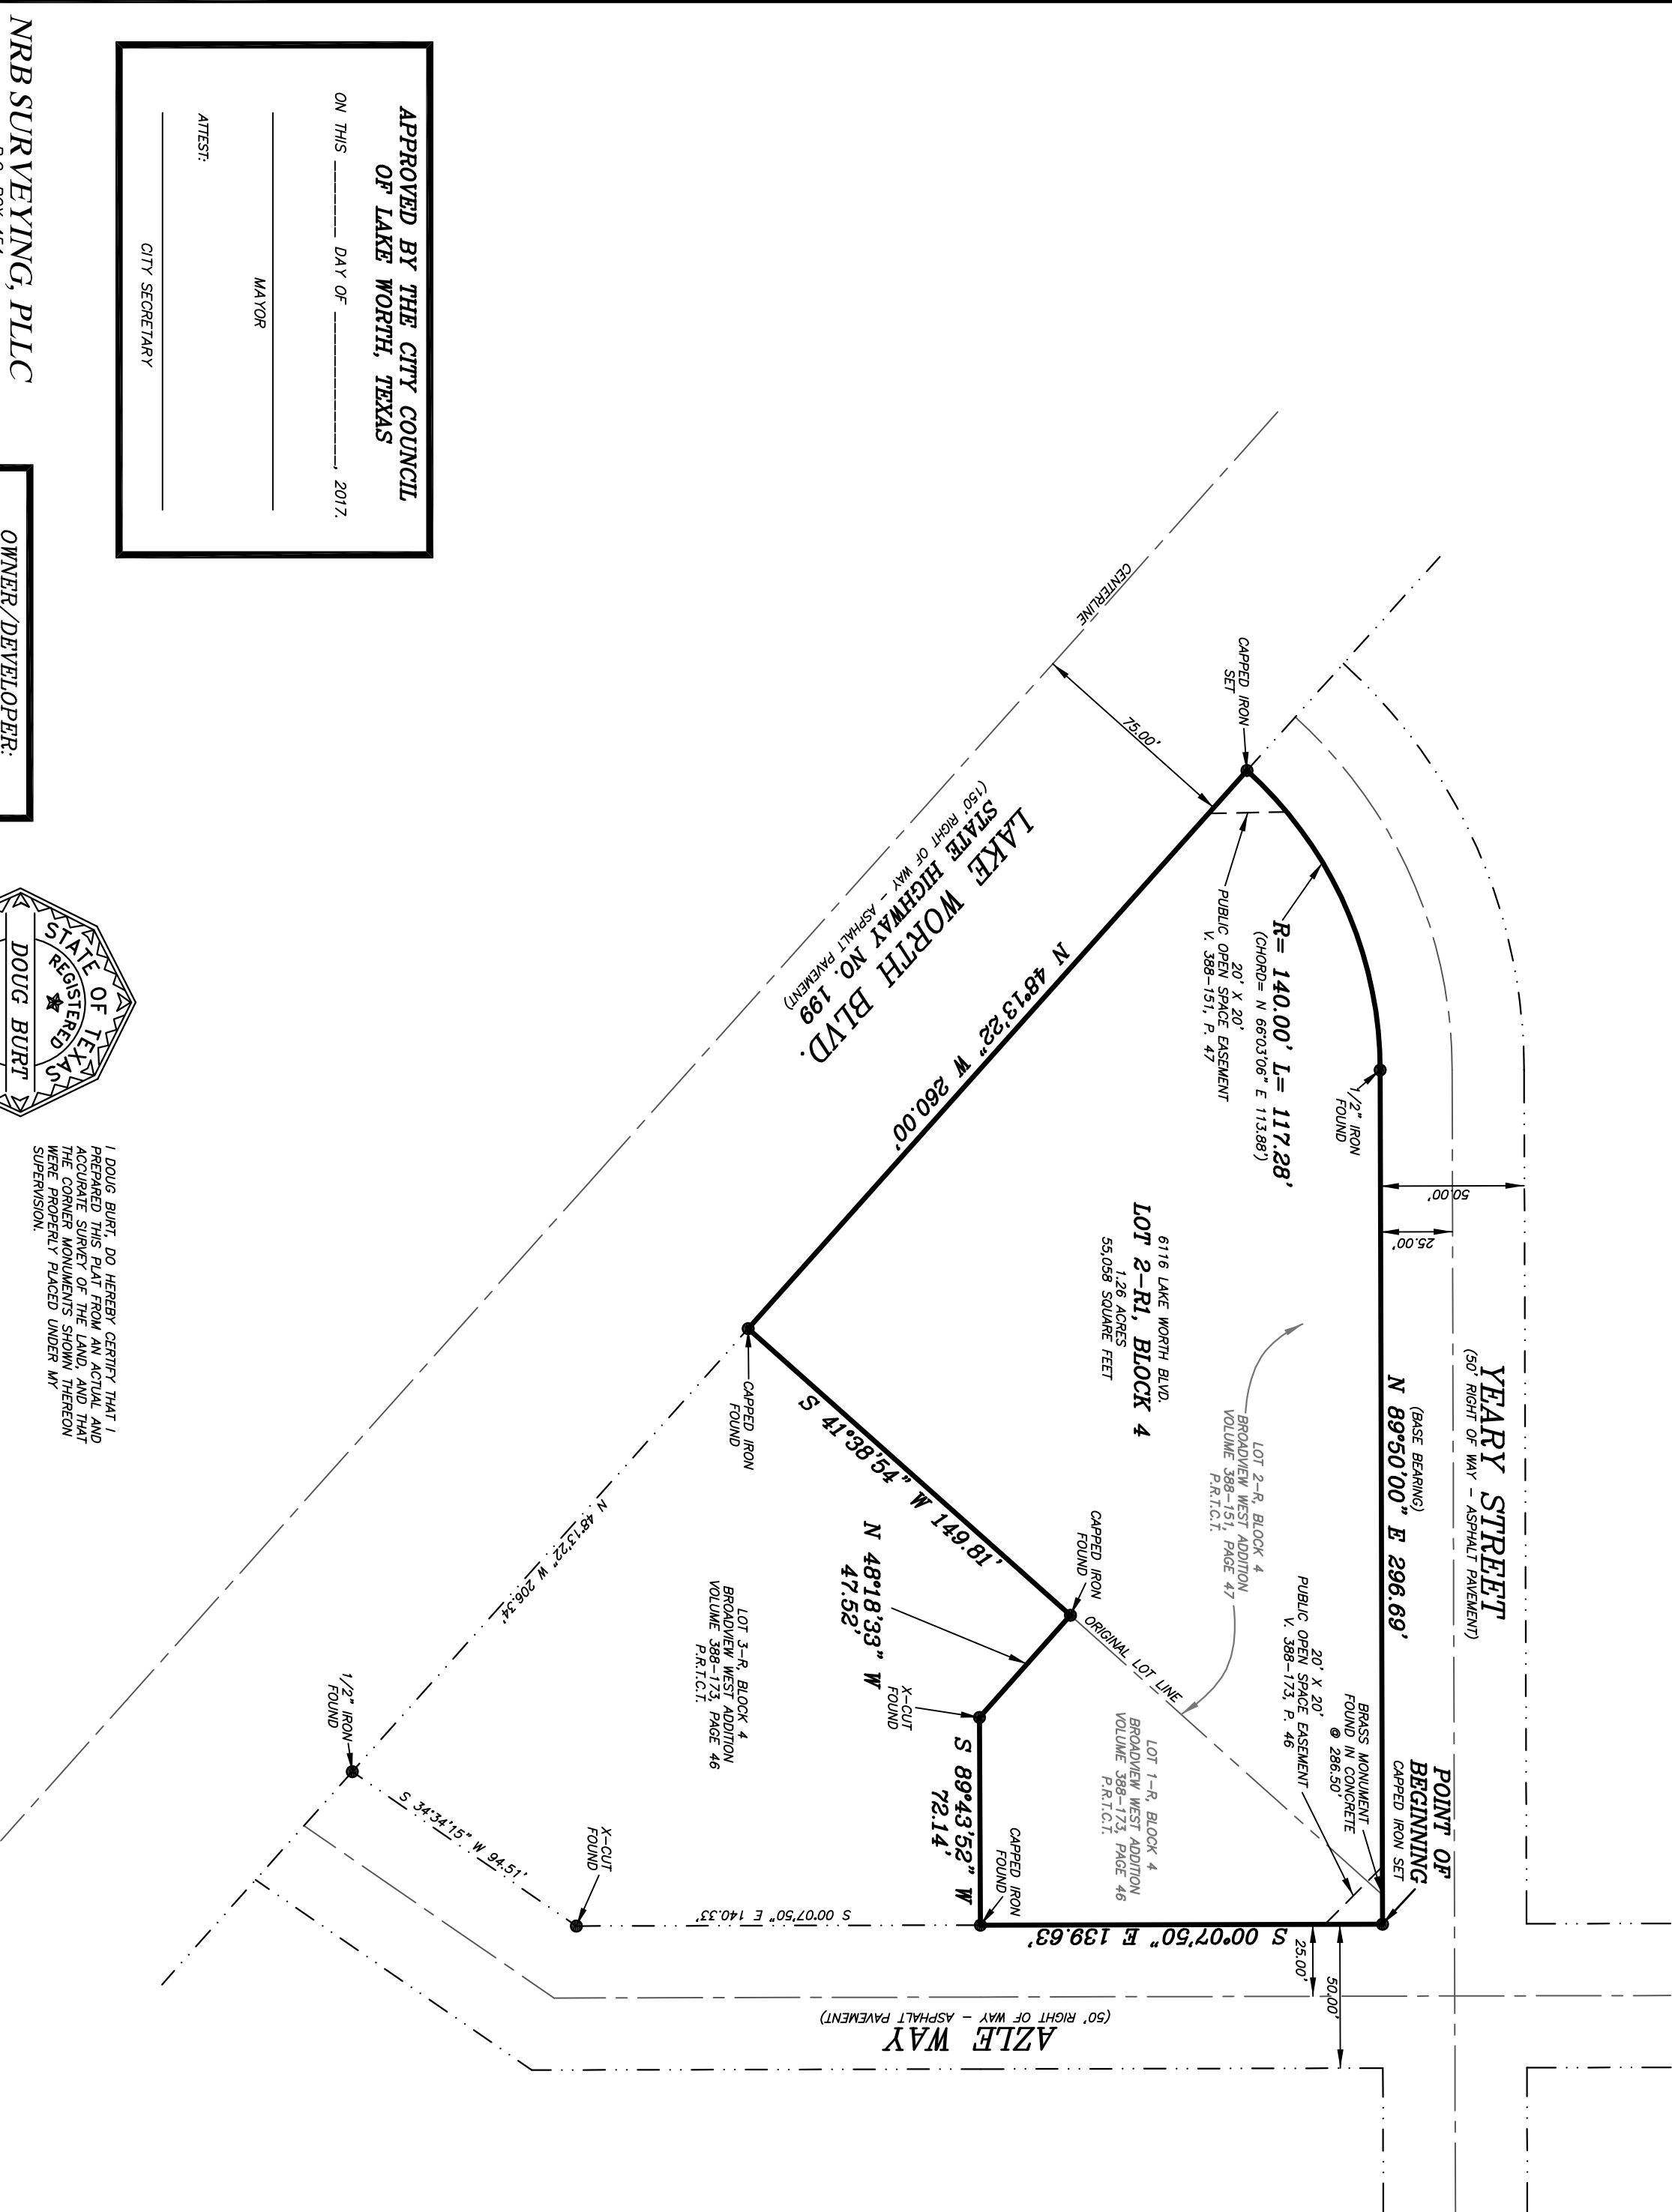 YEARY STREET
(50' RIGHT OF WAY - ASPHALT PAVEMENT)
POINT OF
BEGINNING
CAPPED IRON SET
(BASE BEARING)
N 89°50'00" E 296.69'
50.00'
25.00'
BRASS MONUMENT
FOUND IN CONCRETE
@ 286.50'
20' X 20'
PUBLIC OPEN SPACE EASEMENT
V. 388-173, P. 46
1/2" IRON
FOUND
R= 140.00' L= 117.28'
(CHORD= N 66°03'06" E 113.88')
20' X 20'
PUBLIC OPEN SPACE EASEMENT
V. 388-151, P. 47
CAPPED IRON
SET
LOT 2-R, BLOCK 4
BROADVIEW WEST ADDITION
VOLUME 388-151, PAGE 47
P.R.T.C.T.
6116 LAKE WORTH BLVD.
LOT 2-R1, BLOCK 4
1.26 ACRES
55,058 SQUARE FEET
ORIGINAL LOT LINE
LOT 1-R, BLOCK 4
BROADVIEW WEST ADDITION
VOLUME 388-173, PAGE 46
P.R.T.C.T.
S 00°07'50" E 139.63'
25.00'
50.00'
CAPPED IRON
FOUND
CENTERLINE
75.00'
N 48°13'22" W 260.00'
LAKE WORTH BLVD.
STATE HIGHWAY NO. 199
(150' RIGHT OF WAY - ASPHALT PAVEMENT)
S 41°38'54" W 149.81'
N 48°18'33" W
47.52'
X-CUT
FOUND
S 89°43'52" W
72.14'
CAPPED IRON
FOUND
AZLE WAY
(50' RIGHT OF WAY - ASPHALT PAVEMENT)
CAPPED IRON
FOUND
LOT 3-R, BLOCK 4
BROADVIEW WEST ADDITION
VOLUME 388-173, PAGE 46
P.R.T.C.T.
S 00°07'50" E 140.33'
N 48°13'22" W 206.34'
X-CUT
FOUND
S 34°34'15" W 94.51'
1/2" IRON
FOUND
APPROVED BY THE CITY COUNCIL
OF LAKE WORTH, TEXAS
ON THIS ________ DAY OF ________________, 2017.
MAYOR
ATTEST:
CITY SECRETARY
NRB SURVEYING, PLLC
OWNER/DEVELOPER:
STATE OF TEXAS
REGISTERED
DOUG BURT
I DOUG BURT, DO HEREBY CERTIFY THAT I
PREPARED THIS PLAT FROM AN ACTUAL AND
ACCURATE SURVEY OF THE LAND, AND THAT
THE CORNER MONUMENTS SHOWN THEREON
WERE PROPERLY PLACED UNDER MY
SUPERVISION.